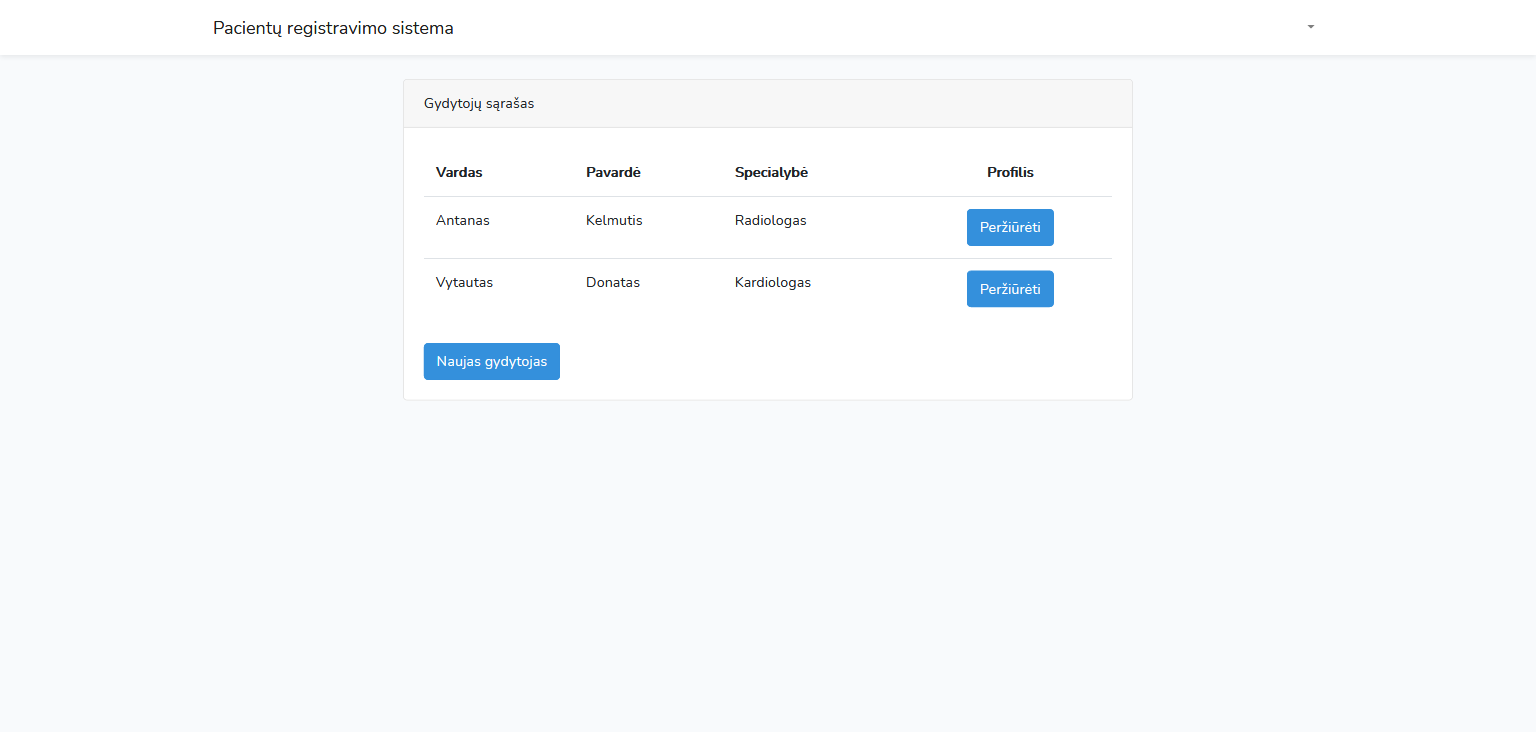 Pacientų registravimo sistema
Gydytojų sąrašas
Vardas Pavardė Specialybė Profilis
Antanas Kelmutis Radiologas Peržiūrėti
Vytautas Donatas Kardiologas Peržiūrėti
Naujas gydytojas